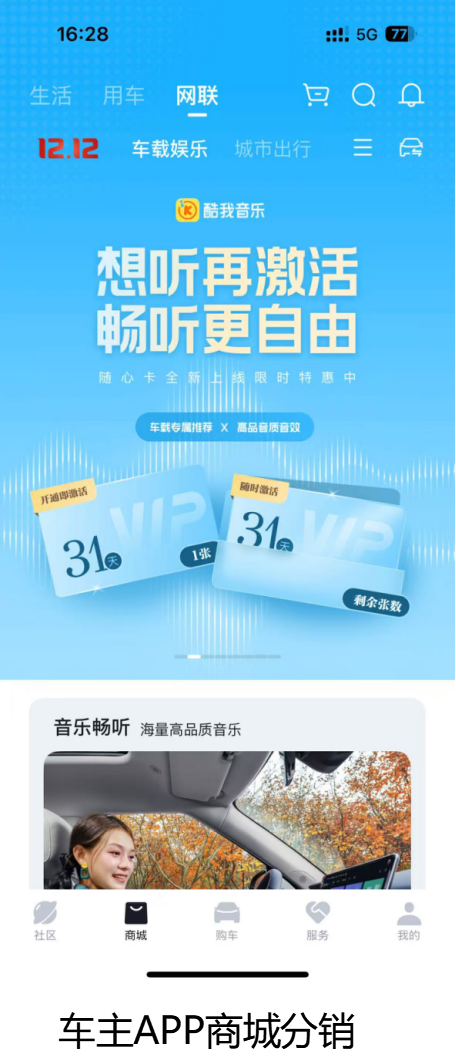 16:28
5G 77
生活 用车 网联
12.12 车载娱乐 城市出行
酷我音乐
想听再激活
畅听更自由
随心卡全新上线限时特惠中
车载专属推荐 X 高品音质音效
开通即激活
随时激活
VIP
VIP
31天
31天
1张
剩余张数
音乐畅听 海量高品质音乐
社区 商城 购车 服务 我的
车主APP商城分销